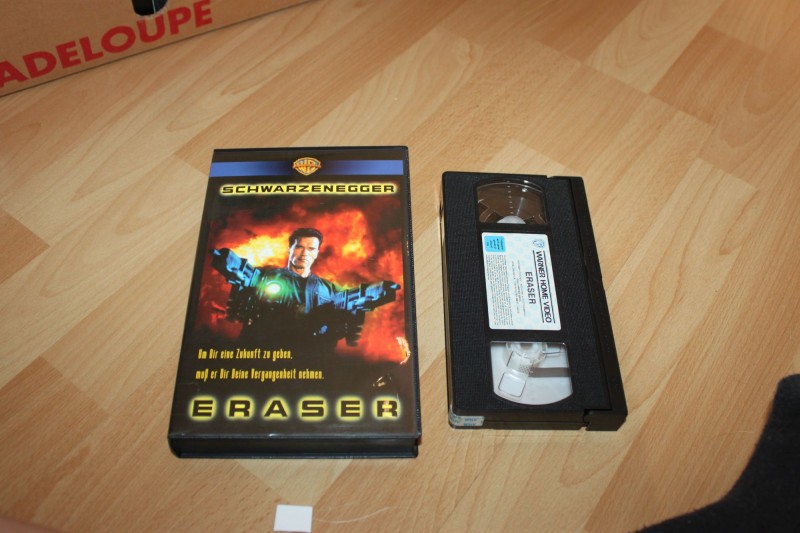 ADELOUPE
SCHWARZENEGGER
Um Dir eine Zukunft zu geben,
muß er Dir Deine Vergangenheit nehmen.
ERASER
WARNER HOME VIDEO
ERASER